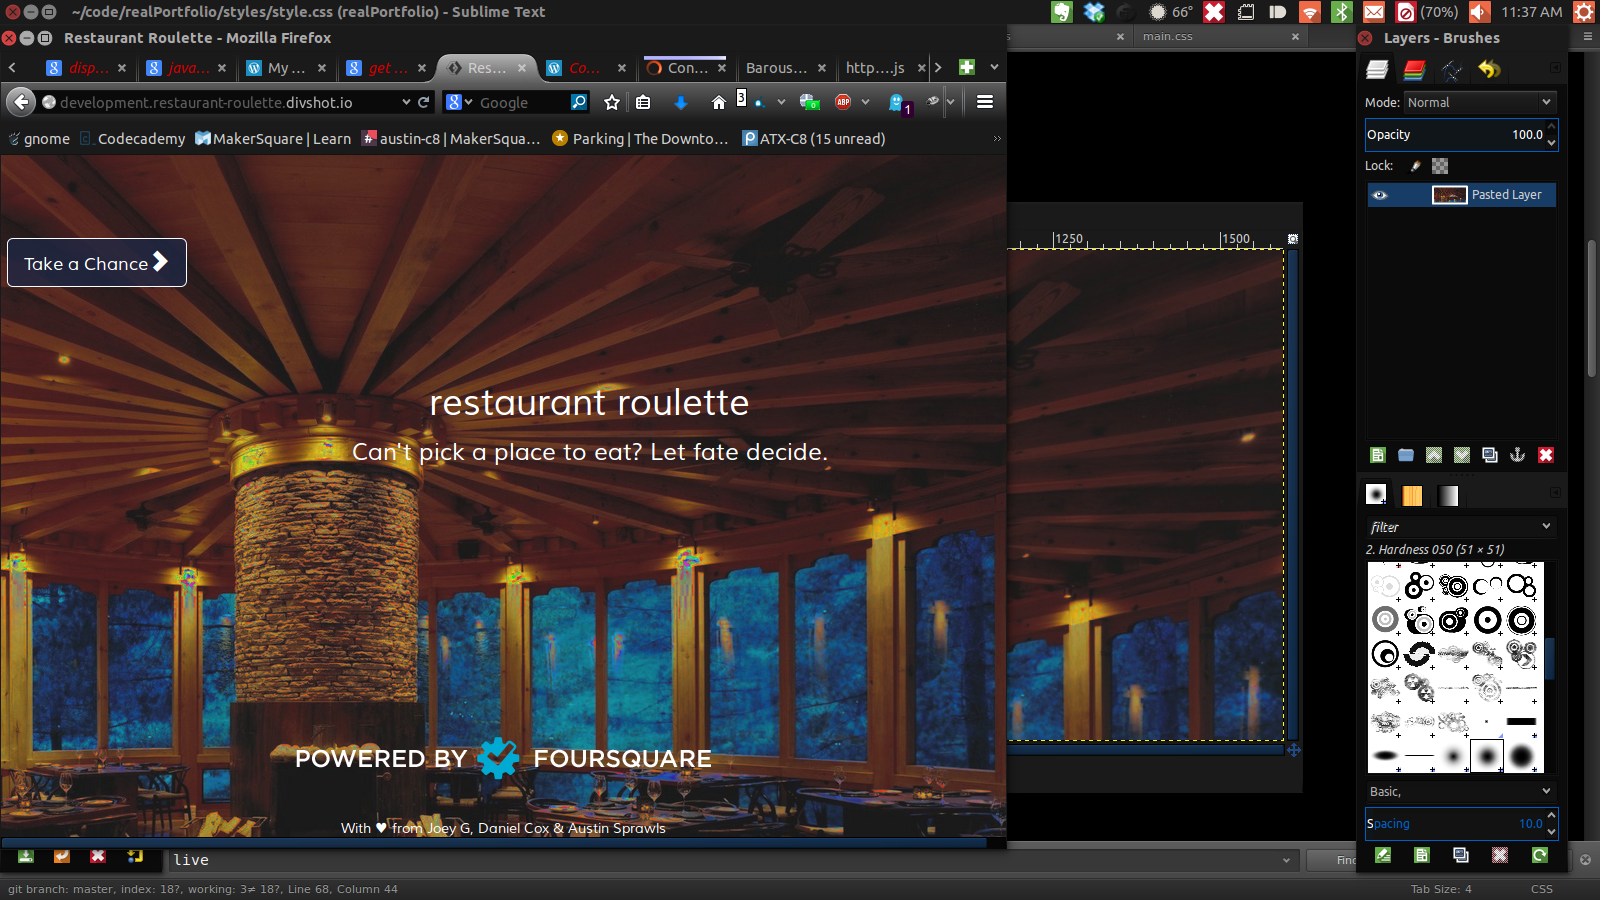 ~/code/realPortfolio/styles/style.css (realPortfolio) - Sublime Text
66°
(70%)
11:37 AM
Restaurant Roulette - Mozilla Firefox
main.css
Layers - Brushes
disp...
java...
My ...
get ...
Res...
Co...
Con...
Barous...
http....js
development.restaurant-roulette.divshot.io
Google
3
0
ABP
1
gnome
Codecademy
MakerSquare | Learn
austin-c8 | MakerSqua...
Parking | The Downto...
ATX-C8 (15 unread)
Mode: Normal
Opacity 100.0
Lock:
Pasted Layer
1250
1500
Take a Chance
restaurant roulette
Can't pick a place to eat? Let fate decide.
POWERED BY FOURSQUARE
With ♥ from Joey G, Daniel Cox & Austin Sprawls
filter
2. Hardness 050 (51 × 51)
Basic,
Spacing 10.0
live
Find
git branch: master, index: 18?, working: 3≠ 18?, Line 68, Column 44
Tab Size: 4
CSS